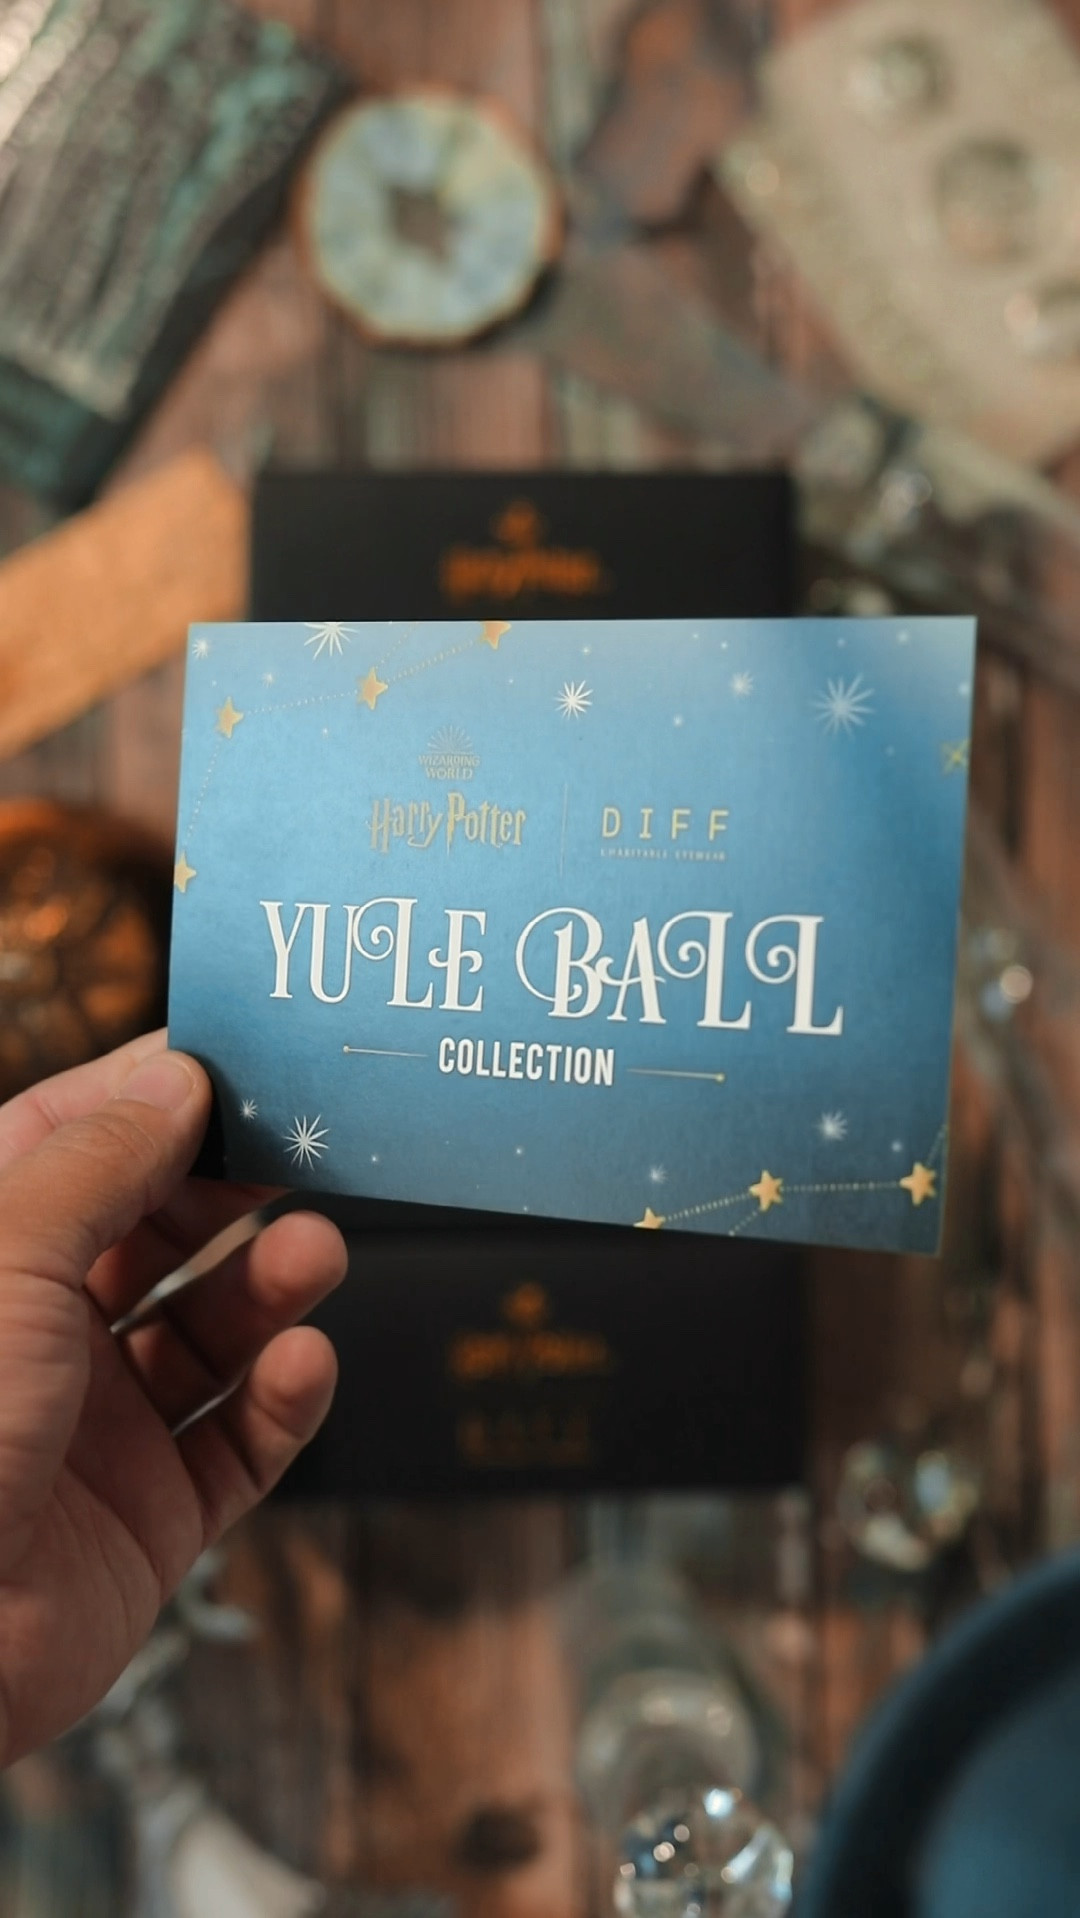 WIZARDING
WORLD
Harry Potter
DIFF
CHARITABLE EYEWEAR
YULE BALL
COLLECTION